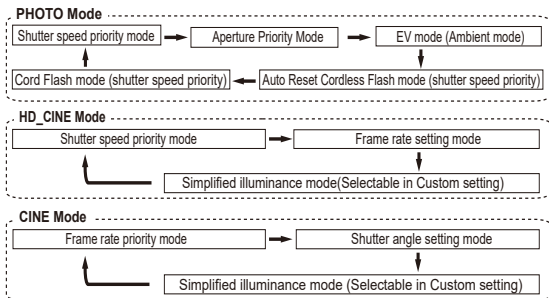 PHOTO Mode
Shutter speed priority mode
Aperture Priority Mode
EV mode (Ambient mode)
Cord Flash mode (shutter speed priority)
Auto Reset Cordless Flash mode (shutter speed priority)
HD_CINE Mode
Shutter speed priority mode
Frame rate setting mode
Simplified illuminance mode(Selectable in Custom setting)
CINE Mode
Frame rate priority mode
Shutter angle setting mode
Simplified illuminance mode (Selectable in Custom setting)